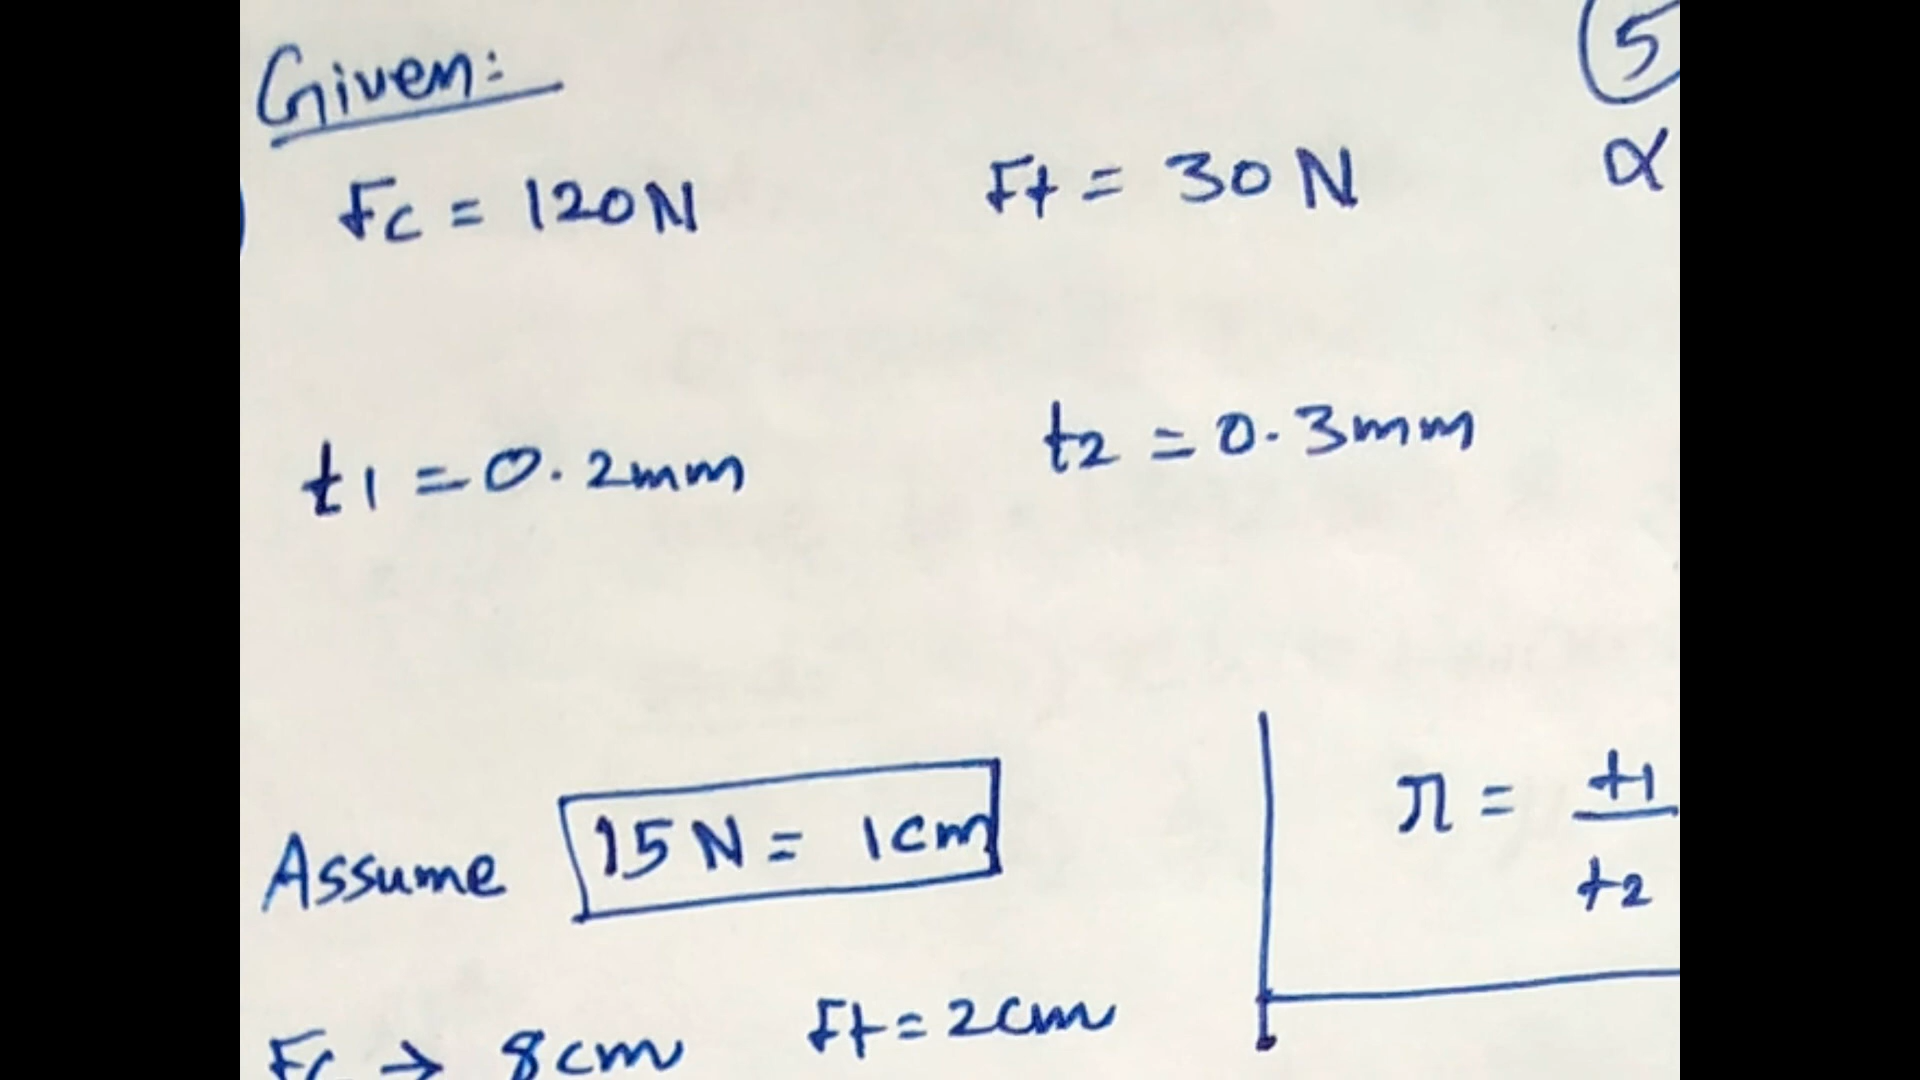 Given:
5
Fc = 120N
Ft = 30 N
α
t1 = 0.2mm
t2 = 0.3mm
Assume 15 N = 1cm
r = t1/t2
Fc → 8cm
Ft = 2cm